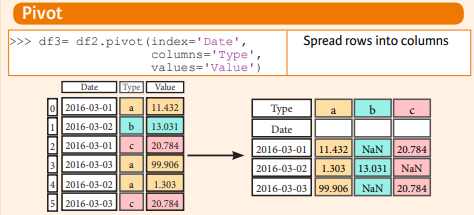 Pivot
>>> df3= df2.pivot(index='Date', Spread rows into columns
columns='Type',
values='Value')
Date Type Value
0 2016-03-01 a 11.432
1 2016-03-02 b 13.031
2 2016-03-01 c 20.784
3 2016-03-03 a 99.906
4 2016-03-02 a 1.303
5 2016-03-03 c 20.784
Type a b c
Date
2016-03-01 11.432 NaN 20.784
2016-03-02 1.303 13.031 NaN
2016-03-03 99.906 NaN 20.784